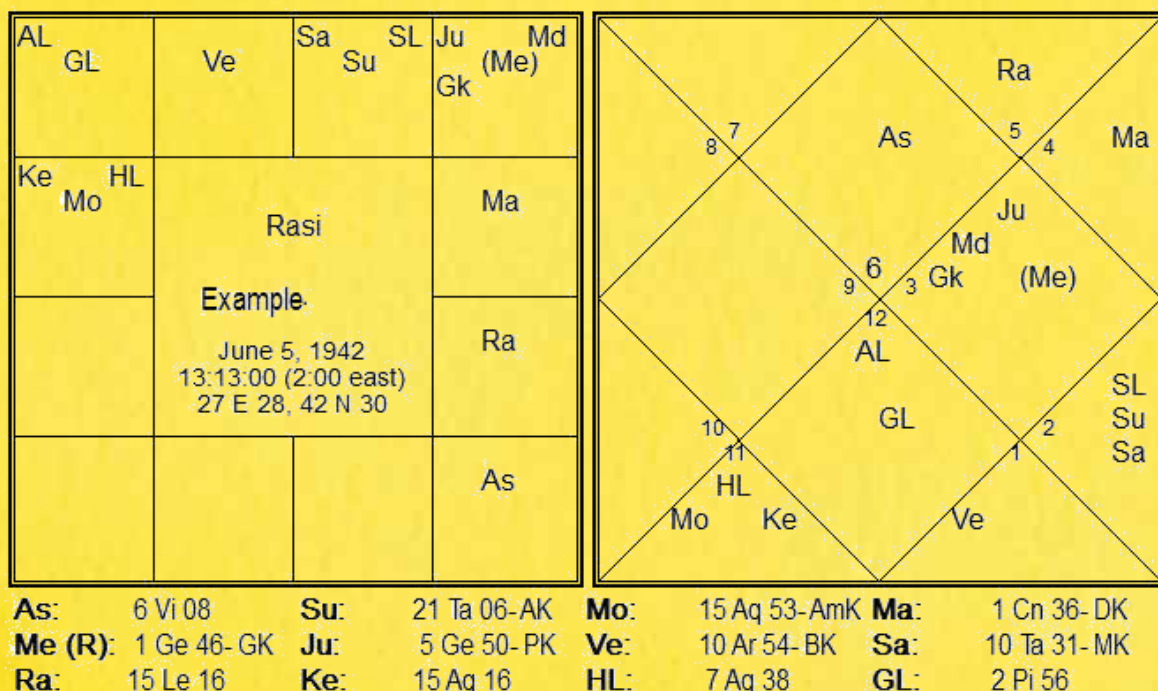 AL GL
Ve
Sa SL
Su
Ju Md
(Me)
Gk
Ke HL
Mo
Rasi
Example
June 5, 1942
13:13:00 (2:00 east)
27 E 28, 42 N 30
Ma
Ra
As
Ra
As
Ma
7
8
5
4
Ju
Md
Gk (Me)
6
9 3
12
AL
GL
SL
Su
Sa
10
11
2
1
HL
Mo Ke
Ve
As: 6 Vi 08 Su: 21 Ta 06- AK Mo: 15 Aq 53-AmK Ma: 1 Cn 36- DK
Me (R): 1 Ge 46- GK Ju: 5 Ge 50- PK Ve: 10 Ar 54- BK Sa: 10 Ta 31- MK
Ra: 15 Le 16 Ke: 15 Aq 16 HL: 7 Aq 38 GL: 2 Pi 56